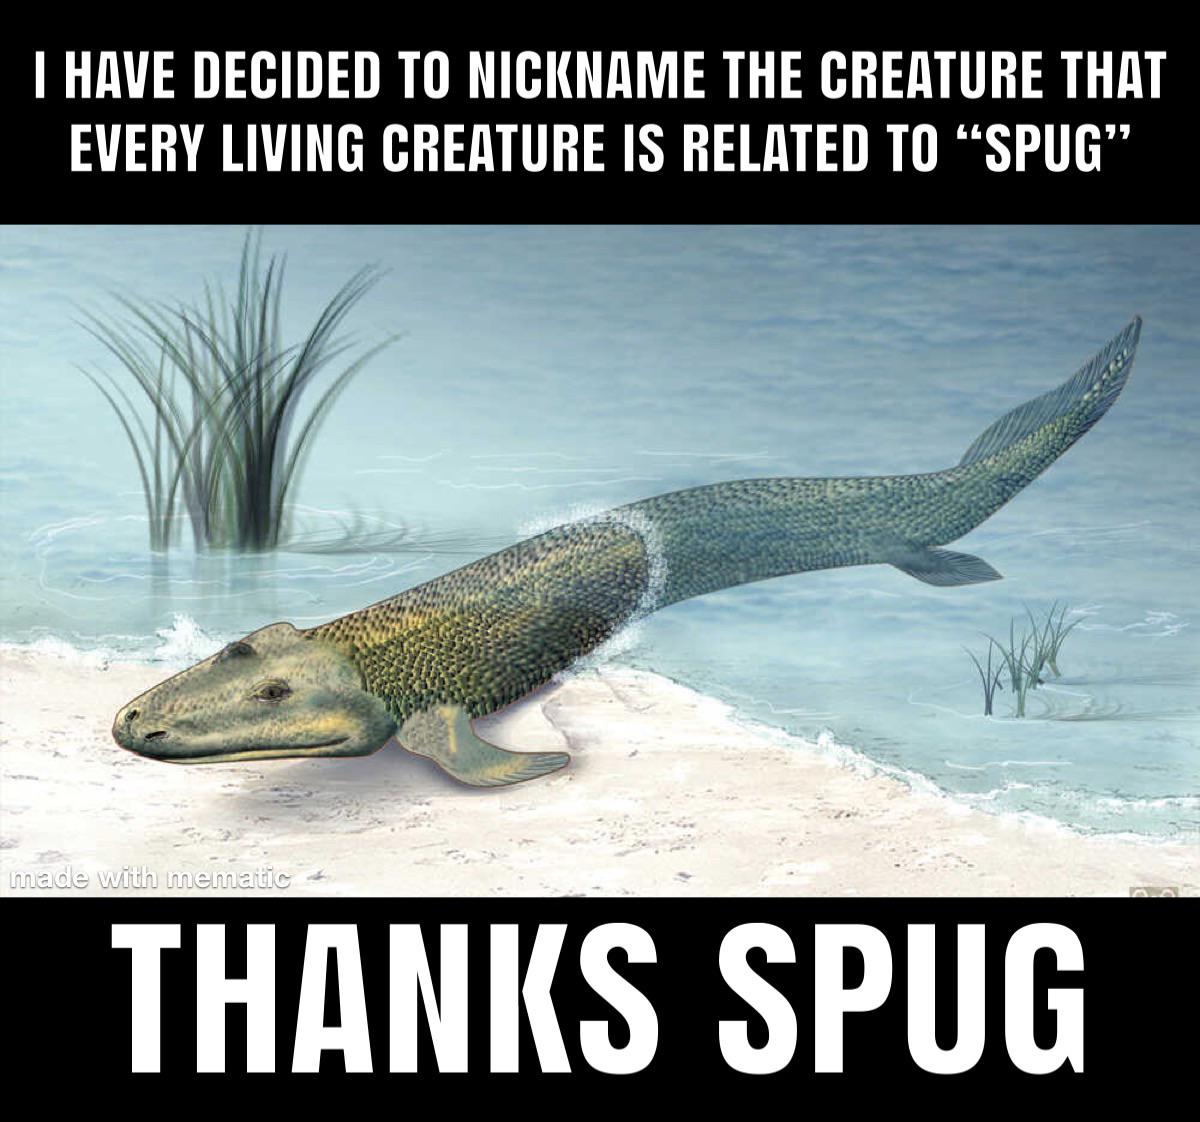 I HAVE DECIDED TO NICKNAME THE CREATURE THAT
EVERY LIVING CREATURE IS RELATED TO “SPUG”
made with mematic
THANKS SPUG